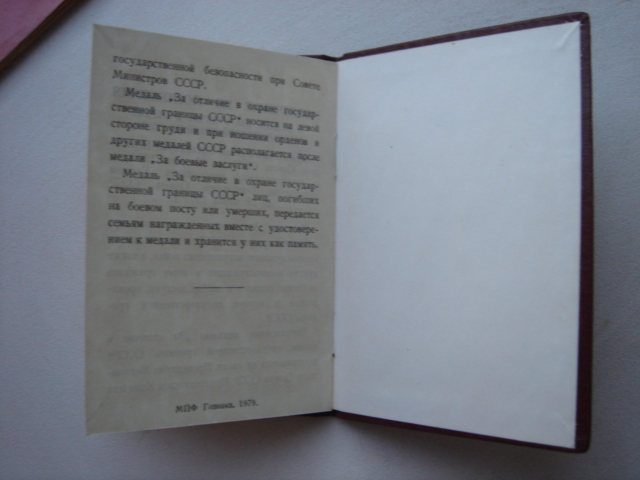 государственной безопасности при Совете
Министров СССР.
Медаль „За отличие в охране государ-
ственной границы СССР“ носится на левой
стороне груди и при ношении орденов и
других медалей СССР располагается после
медали „За боевые заслуги“.
Медаль „За отличие в охране государ-
ственной границы СССР“ лиц, погибших
на боевом посту или умерших, передается
семьям награжденных вместе с удостовере-
нием к медали и хранится у них как память.
МПФ Гознака. 1979.